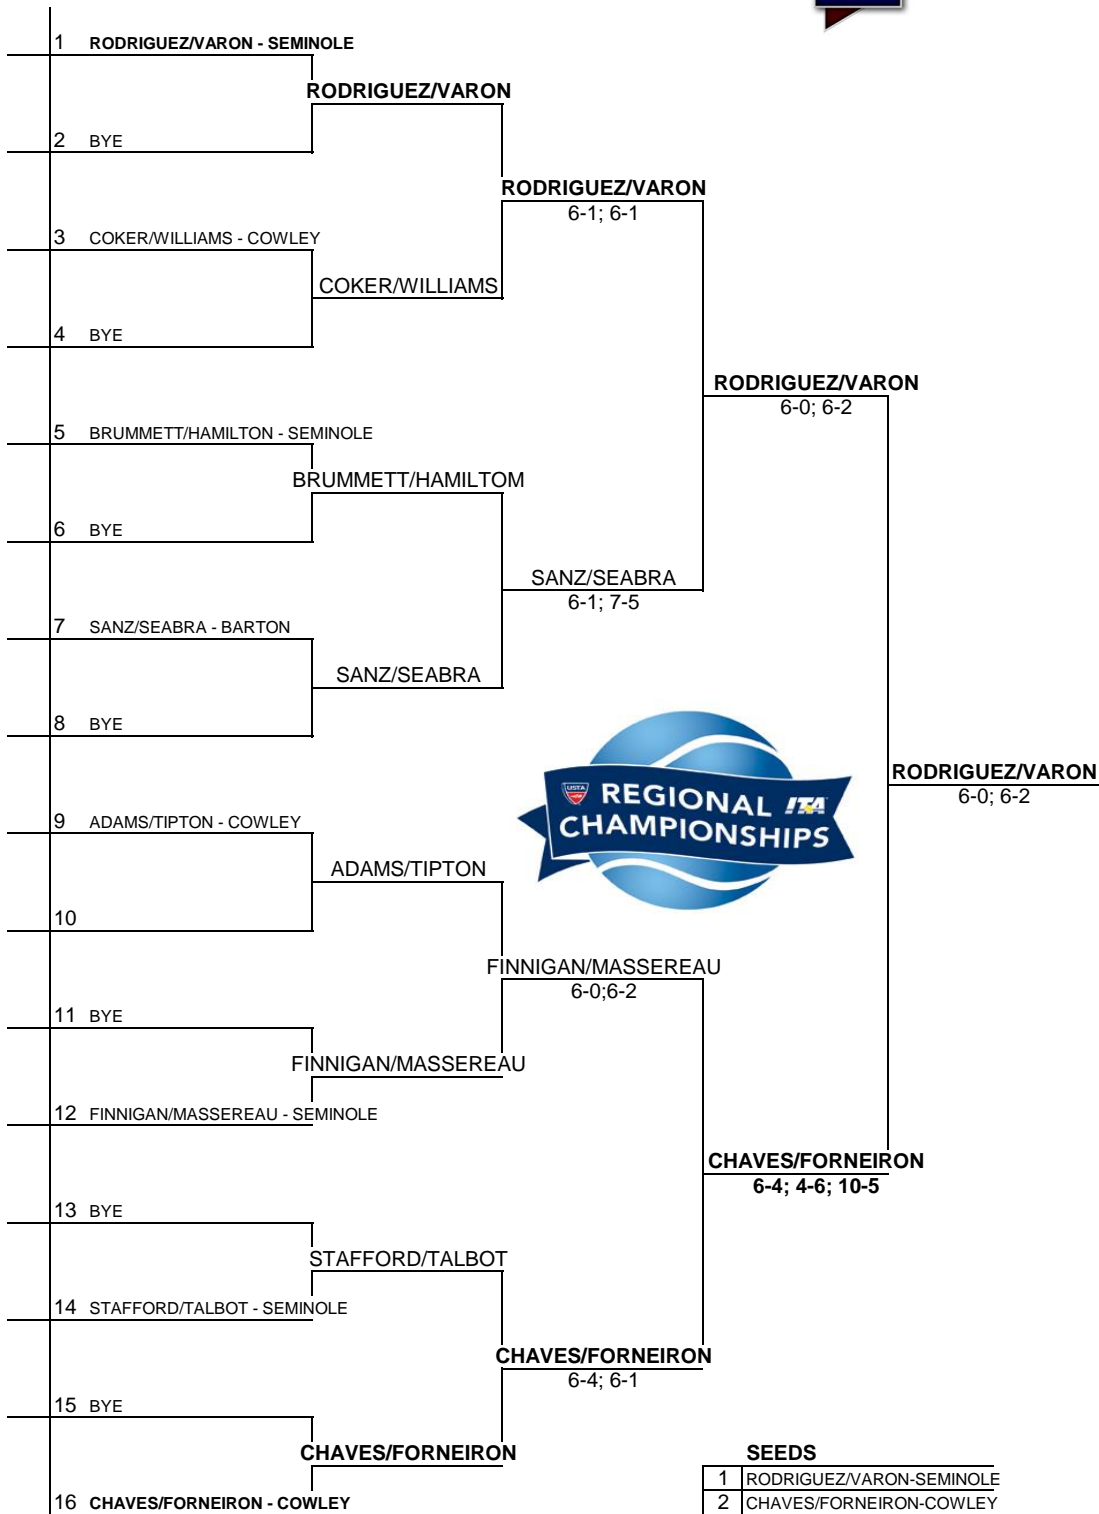 1 RODRIGUEZ/VARON - SEMINOLE
RODRIGUEZ/VARON
2 BYE
RODRIGUEZ/VARON
6-1; 6-1
3 COKER/WILLIAMS - COWLEY
COKER/WILLIAMS
4 BYE
RODRIGUEZ/VARON
6-0; 6-2
5 BRUMMETT/HAMILTON - SEMINOLE
BRUMMETT/HAMILTOM
6 BYE
SANZ/SEABRA
6-1; 7-5
7 SANZ/SEABRA - BARTON
SANZ/SEABRA
8 BYE
RODRIGUEZ/VARON
6-0; 6-2
USTA
REGIONAL ITA
CHAMPIONSHIPS
9 ADAMS/TIPTON - COWLEY
ADAMS/TIPTON
10
FINNIGAN/MASSEREAU
6-0;6-2
11 BYE
FINNIGAN/MASSEREAU
12 FINNIGAN/MASSEREAU - SEMINOLE
CHAVES/FORNEIRON
6-4; 4-6; 10-5
13 BYE
STAFFORD/TALBOT
14 STAFFORD/TALBOT - SEMINOLE
CHAVES/FORNEIRON
6-4; 6-1
15 BYE
CHAVES/FORNEIRON
16 CHAVES/FORNEIRON - COWLEY
SEEDS
1 RODRIGUEZ/VARON-SEMINOLE
2 CHAVES/FORNEIRON-COWLEY